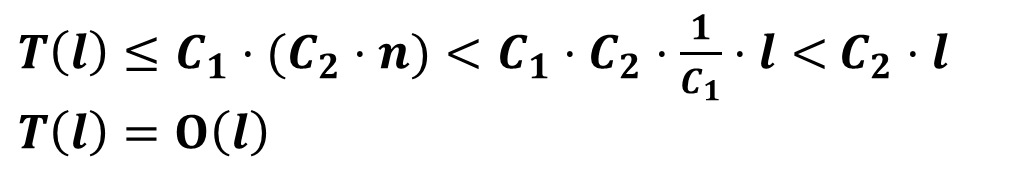 T(l) ≤ C₁ · (C₂ · n) < C₁ · C₂ · 1/C₁ · l < C₂ · l
T(l) = O(l)